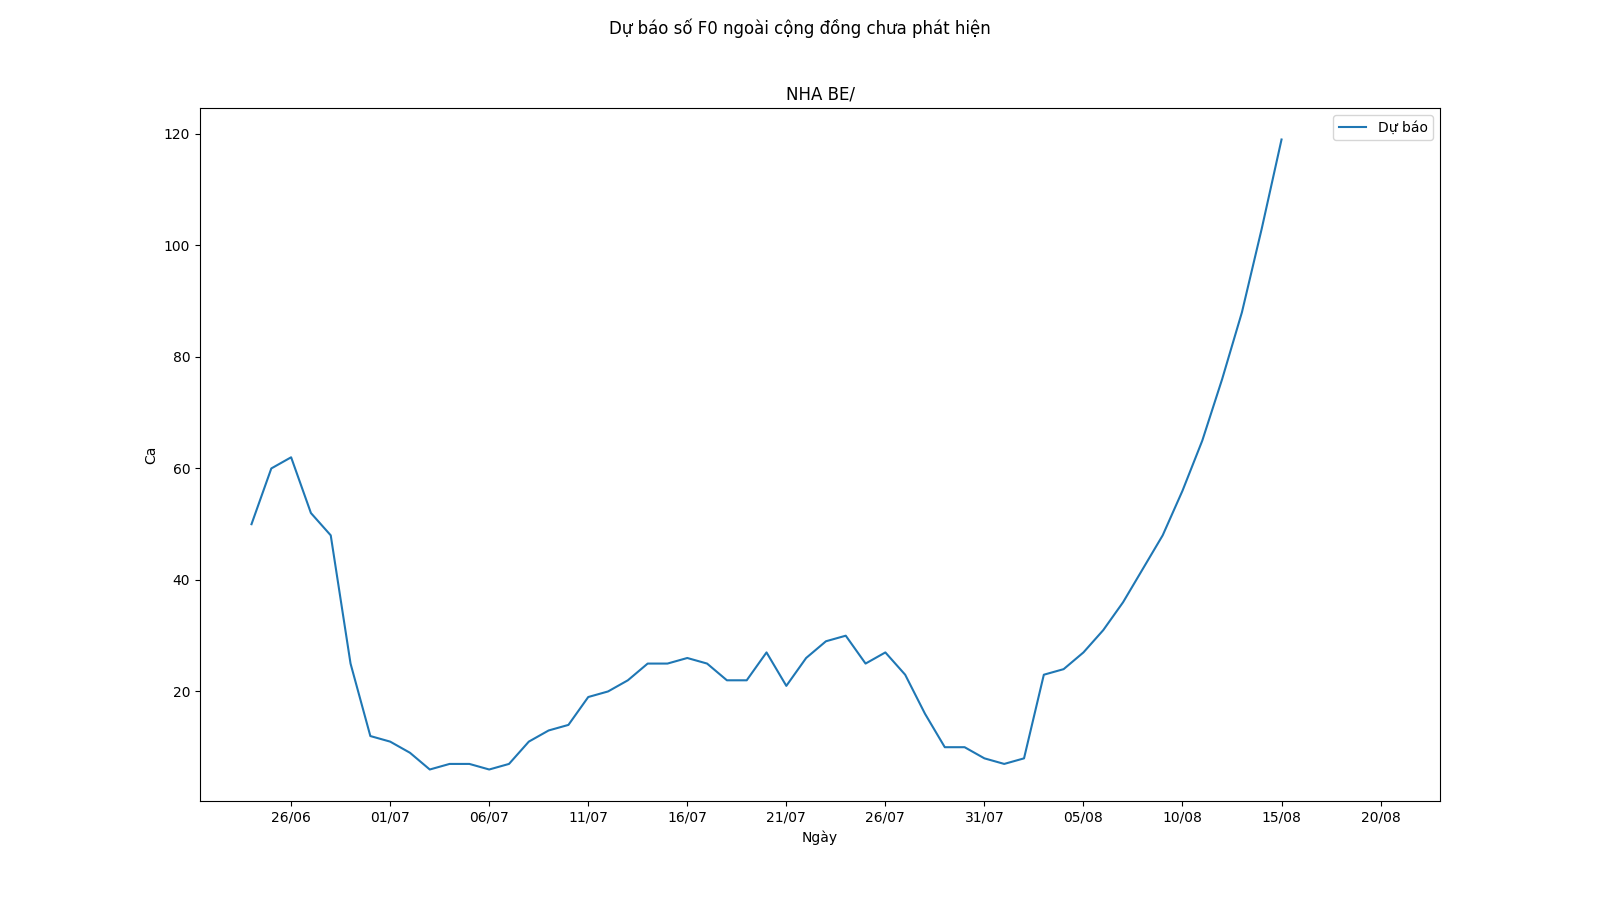 Dự báo số F0 ngoài cộng đồng chưa phát hiện
NHA BE/
Dự báo
120
100
80
60
40
20
Ca
26/06 01/07 06/07 11/07 16/07 21/07 26/07 31/07 05/08 10/08 15/08 20/08
Ngày